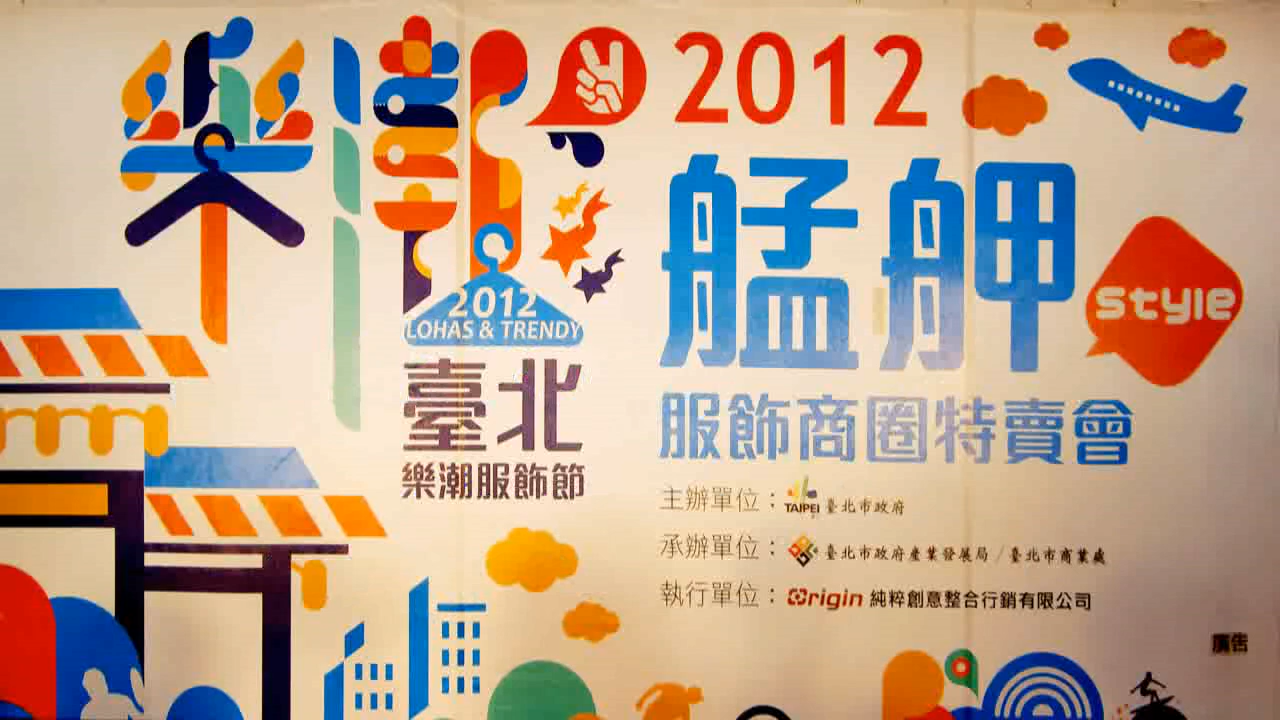 樂潮
2012
LOHAS & TRENDY
臺北
樂潮服飾節
2012
艋舺
style
服飾商圈特賣會
主辦單位：TAIPEI 臺北市政府
承辦單位：臺北市政府產業發展局／臺北市商業處
執行單位：Origin 純粹創意整合行銷有限公司
廣告